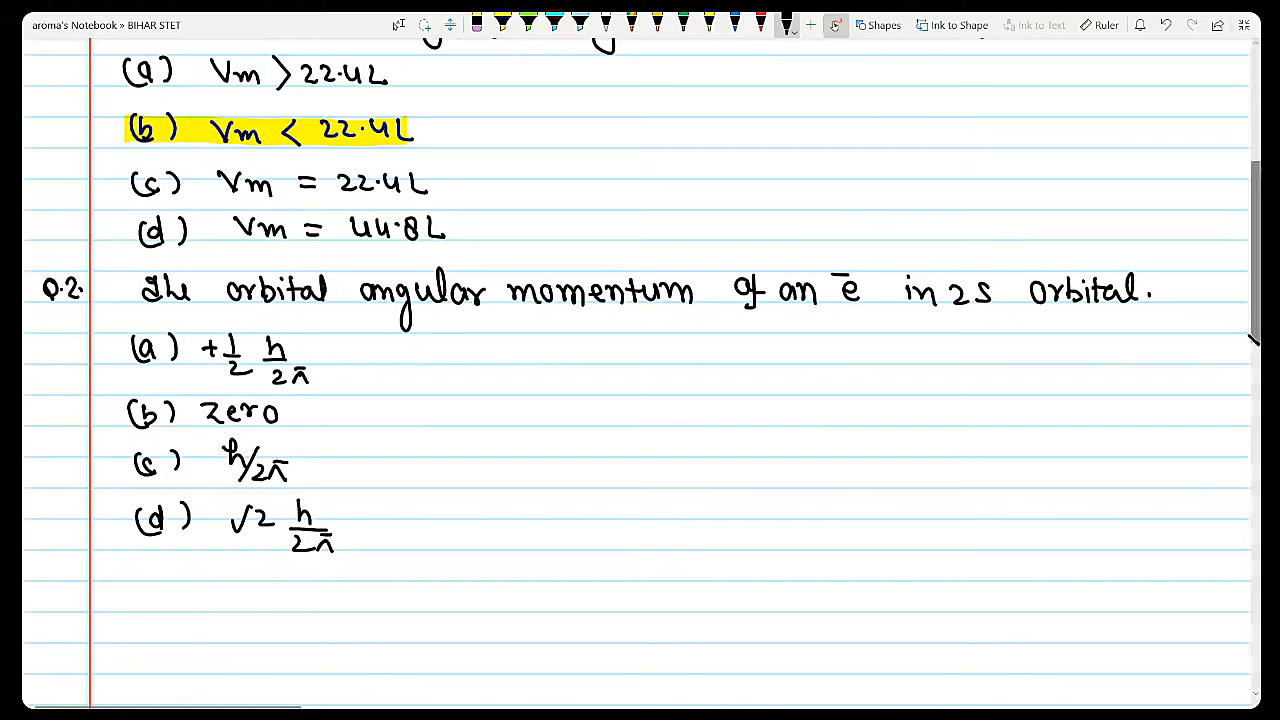 aroma's Notebook » BIHAR STET
Shapes Ink to Shape Ink to Text Ruler
(a) Vm > 22.4L
(b) Vm < 22.4L
(c) Vm = 22.4L
(d) Vm = 44.8L
Q.2. The orbital angular momentum of an e̅ in 2s orbital.
(a) +1/2 h/2π
(b) zero
(c) h/2π
(d) √2 h/2π